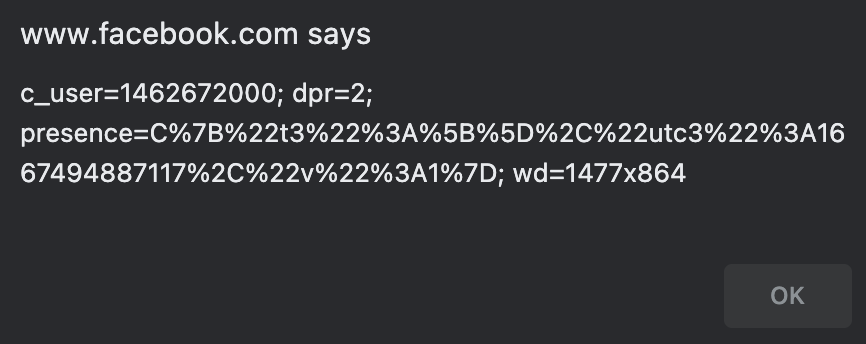 www.facebook.com says
c_user=1462672000; dpr=2;
presence=C%7B%22t3%22%3A%5B%5D%2C%22utc3%22%3A16
67494887117%2C%22v%22%3A1%7D; wd=1477x864
OK